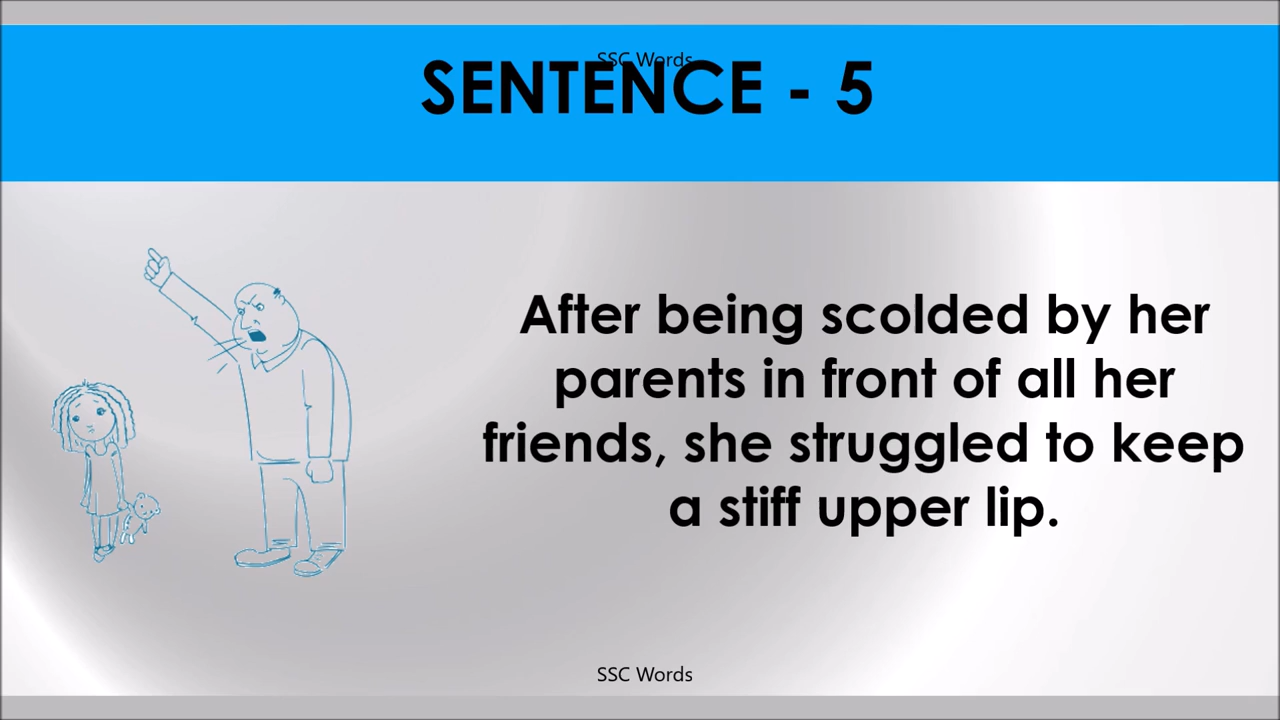 SSC Words
SENTENCE - 5
After being scolded by her
parents in front of all her
friends, she struggled to keep
a stiff upper lip.
SSC Words